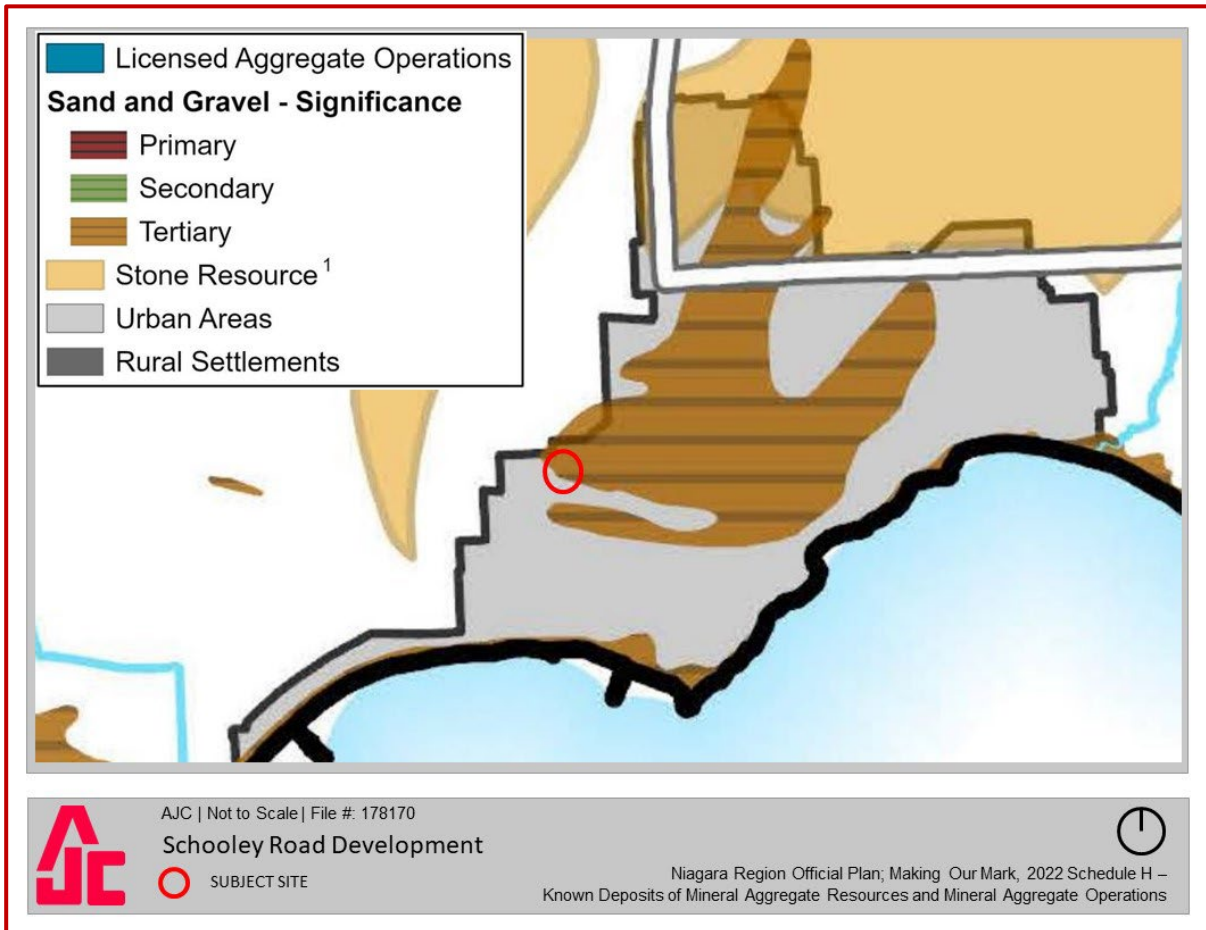 Licensed Aggregate Operations
Sand and Gravel - Significance
Primary
Secondary
Tertiary
Stone Resource 1
Urban Areas
Rural Settlements
AJC
AJC | Not to Scale | File #: 178170
Schooley Road Development
SUBJECT SITE
Niagara Region Official Plan; Making Our Mark, 2022 Schedule H –
Known Deposits of Mineral Aggregate Resources and Mineral Aggregate Operations